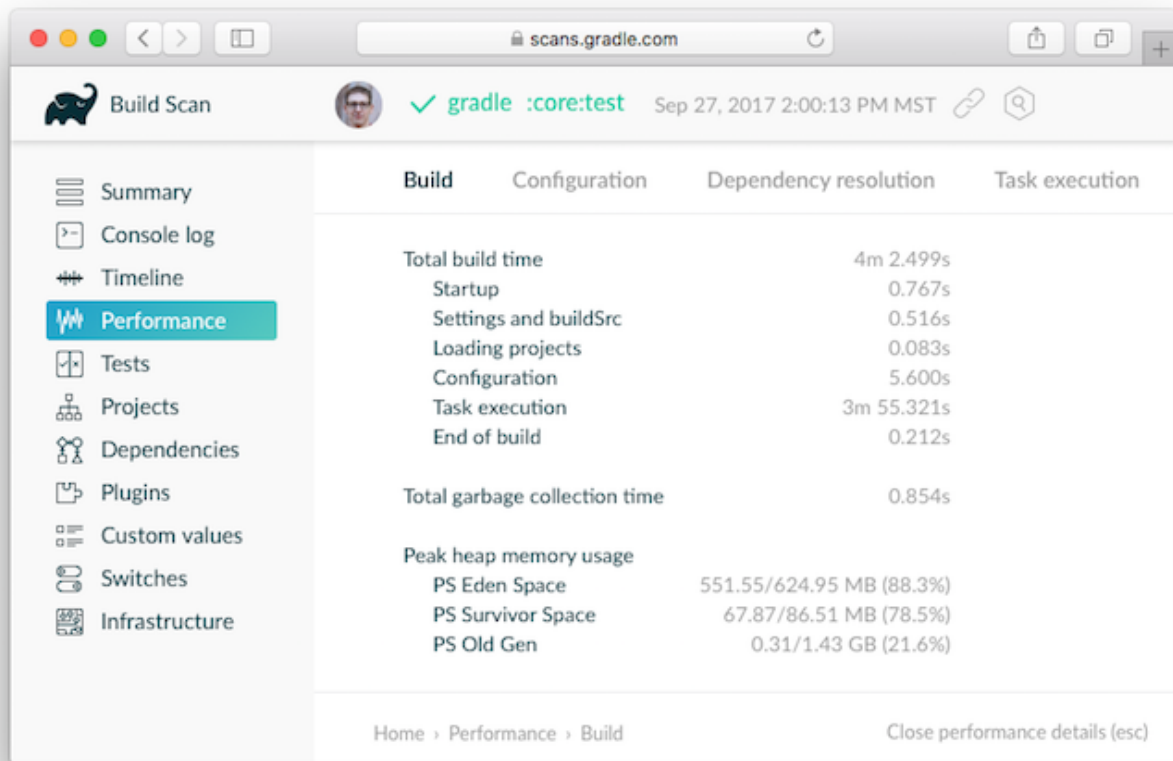 scans.gradle.com
Build Scan
gradle :core:test Sep 27, 2017 2:00:13 PM MST
Summary
Console log
Timeline
Performance
Tests
Projects
Dependencies
Plugins
Custom values
Switches
Infrastructure
Build Configuration Dependency resolution Task execution
Total build time 4m 2.499s
Startup 0.767s
Settings and buildSrc 0.516s
Loading projects 0.083s
Configuration 5.600s
Task execution 3m 55.321s
End of build 0.212s
Total garbage collection time 0.854s
Peak heap memory usage
PS Eden Space 551.55/624.95 MB (88.3%)
PS Survivor Space 67.87/86.51 MB (78.5%)
PS Old Gen 0.31/1.43 GB (21.6%)
Home › Performance › Build Close performance details (esc)